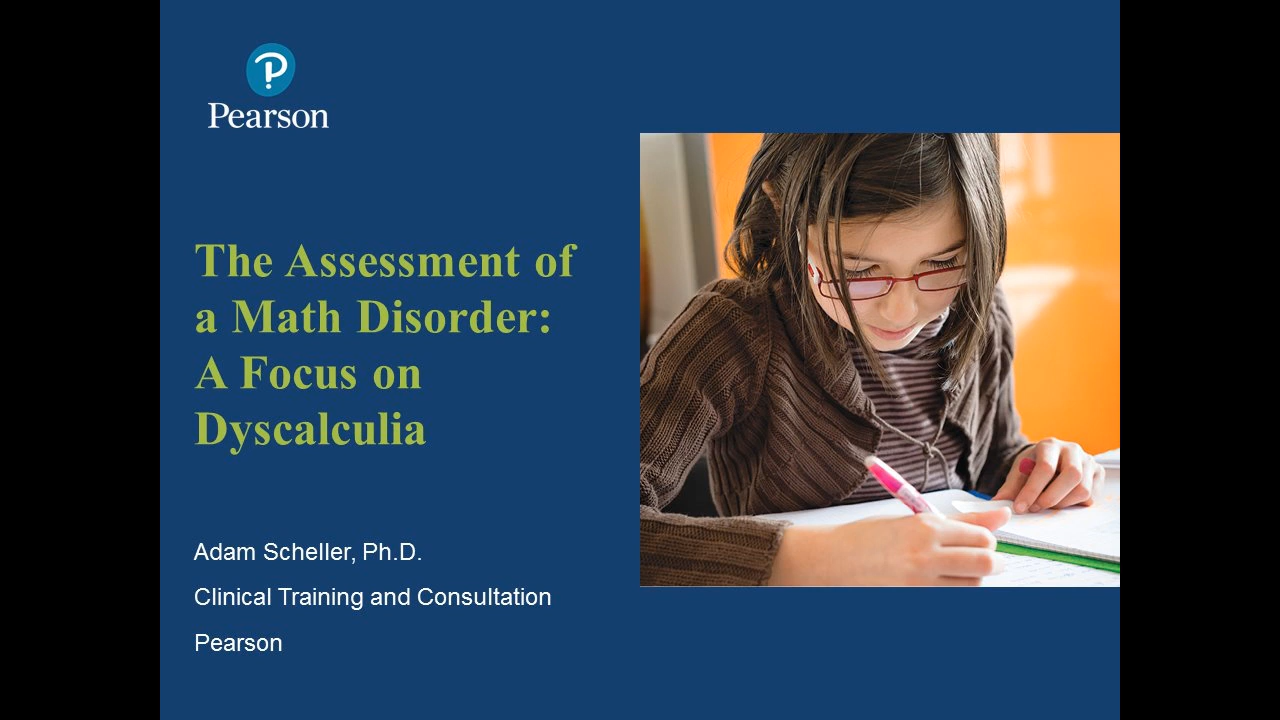 Pearson
The Assessment of
a Math Disorder:
A Focus on
Dyscalculia
Adam Scheller, Ph.D.
Clinical Training and Consultation
Pearson